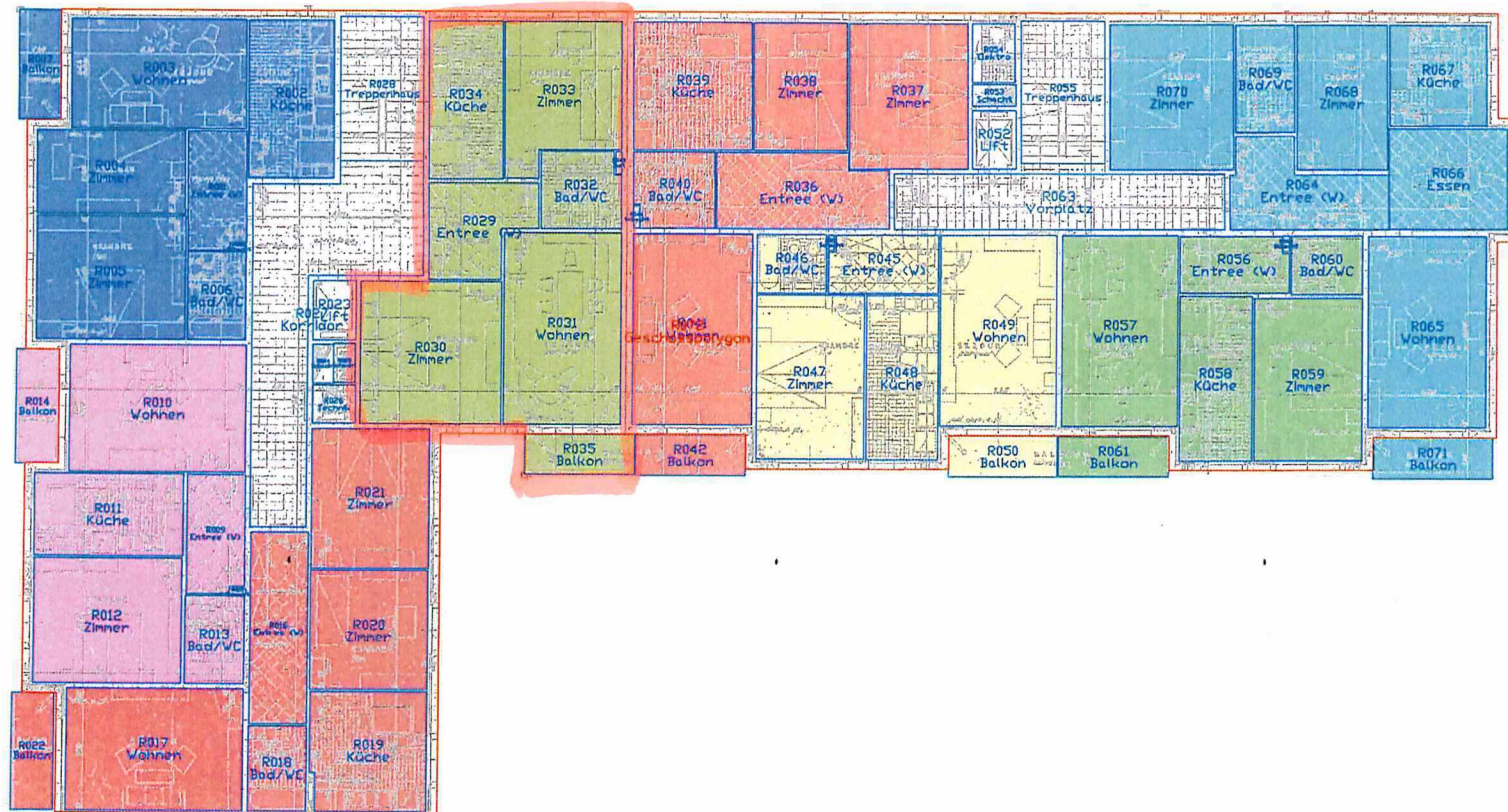 R003
Wohnen
R002
Küche
R028
Treppenhaus
R034
Küche
R033
Zimmer
R039
Küche
R038
Zimmer
R037
Zimmer
R054
Elektro
R053
Schacht
R052
Lift
R055
Treppenhaus
R070
Zimmer
R069
Bad/WC
R068
Zimmer
R067
Küche
Balkon
R004
Zimmer
Entree (W)
R005
Zimmer
R006
Bad/WC
R032
Bad/WC
R040
Bad/WC
R036
Entree (W)
R063
Vorplatz
R064
Entree (W)
R066
Essen
R029
Entree (W)
R046
Bad/WC
R045
Entree (W)
R056
Entree (W)
R060
Bad/WC
R023
Lift
Korridor
R030
Zimmer
R031
Wohnen
R041
Wohnen
Geschosspolygon
R047
Zimmer
R048
Küche
R049
Wohnen
R057
Wohnen
R058
Küche
R059
Zimmer
R065
Wohnen
R026
R014
Balkon
R010
Wohnen
R035
Balkon
R042
Balkon
R050
Balkon
R061
Balkon
R071
Balkon
R011
Küche
R009
Entree (W)
R021
Zimmer
R012
Zimmer
R013
Bad/WC
R016
Entree (W)
R020
Zimmer
R022
Balkon
R017
Wohnen
R018
Bad/WC
R019
Küche